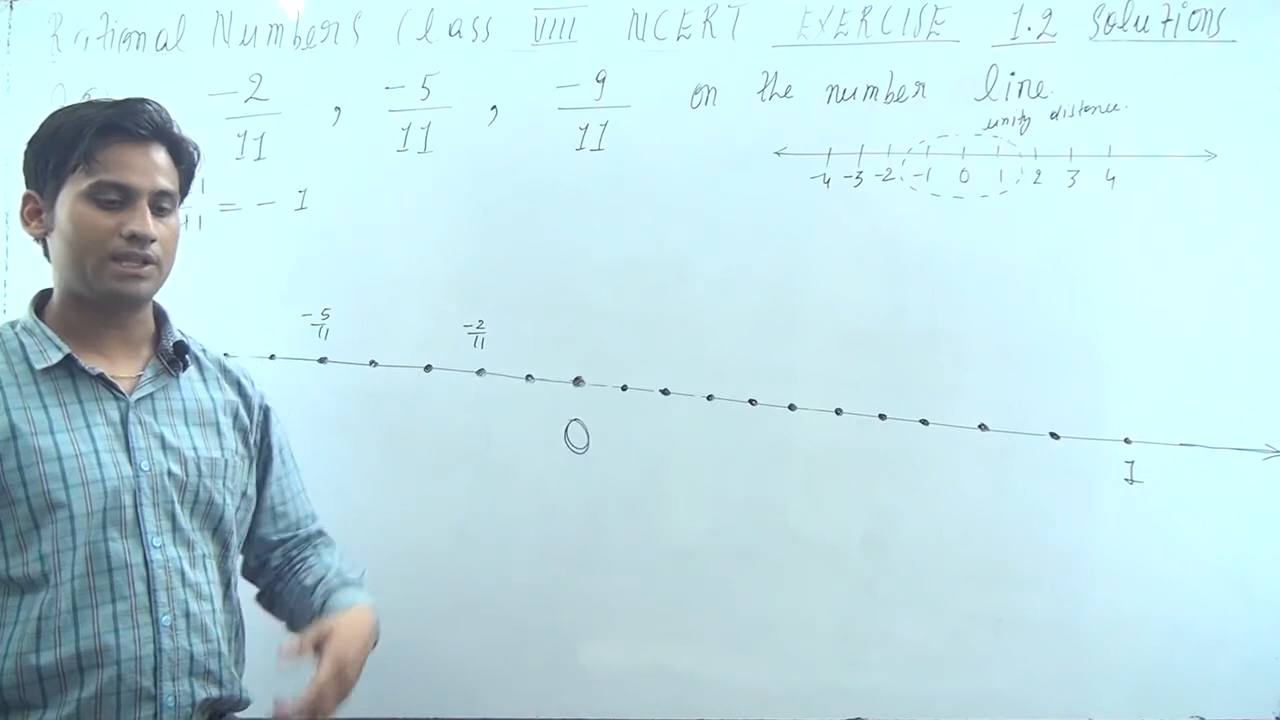 Rational Numbers Class VIII NCERT EXERCISE 1.2 Solutions
-2/11 , -5/11 , -9/11 on the number line.
unity distance.
-4 -3 -2 -1 0 1 2 3 4
= - 1
-5/11 -2/11
0
1